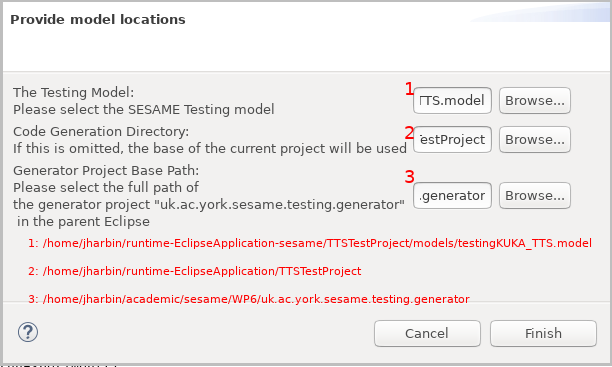 Provide model locations
The Testing Model:
Please select the SESAME Testing model
1
TTS.model
Browse...
Code Generation Directory:
If this is omitted, the base of the current project will be used
2
estProject
Browse...
Generator Project Base Path:
Please select the full path of
the generator project "uk.ac.york.sesame.testing.generator"
in the parent Eclipse
3
.generator
Browse...
1: /home/jharbin/runtime-EclipseApplication-sesame/TTSTestProject/models/testingKUKA_TTS.model
2: /home/jharbin/runtime-EclipseApplication/TTSTestProject
3: /home/jharbin/academic/sesame/WP6/uk.ac.york.sesame.testing.generator
?
Cancel
Finish